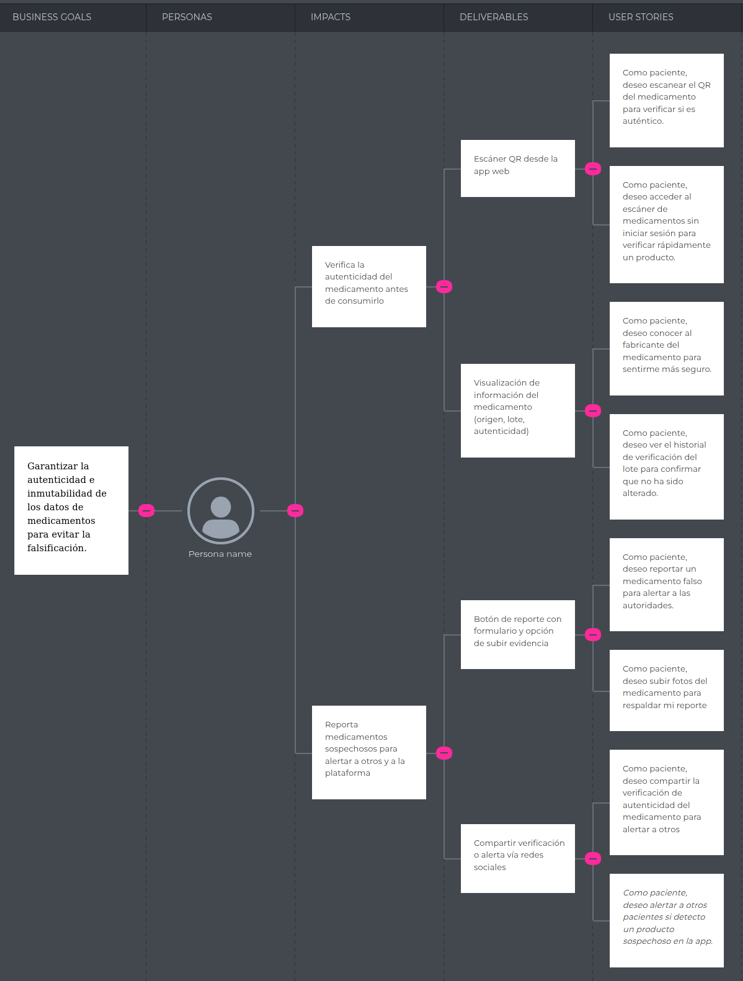 BUSINESS GOALS
PERSONAS
IMPACTS
DELIVERABLES
USER STORIES
Garantizar la
autenticidad e
inmutabilidad de
los datos de
medicamentos
para evitar la
falsificación.
Persona name
Verifica la
autenticidad del
medicamento antes
de consumirlo
Escáner QR desde la
app web
Como paciente,
deseo escanear el QR
del medicamento
para verificar si es
auténtico.
Como paciente,
deseo acceder al
escáner de
medicamentos sin
iniciar sesión para
verificar rápidamente
un producto.
Visualización de
información del
medicamento
(origen, lote,
autenticidad)
Como paciente,
deseo conocer al
fabricante del
medicamento para
sentirme más seguro.
Como paciente,
deseo ver el historial
de verificación del
lote para confirmar
que no ha sido
alterado.
Reporta
medicamentos
sospechosos para
alertar a otros y a la
plataforma
Botón de reporte con
formulario y opción
de subir evidencia
Como paciente,
deseo reportar un
medicamento falso
para alertar a las
autoridades.
Como paciente,
deseo subir fotos del
medicamento para
respaldar mi reporte
Compartir verificación
o alerta vía redes
sociales
Como paciente,
deseo compartir la
verificación de
autenticidad del
medicamento para
alertar a otros
Como paciente,
deseo alertar a otros
pacientes si detecto
un producto
sospechoso en la app.